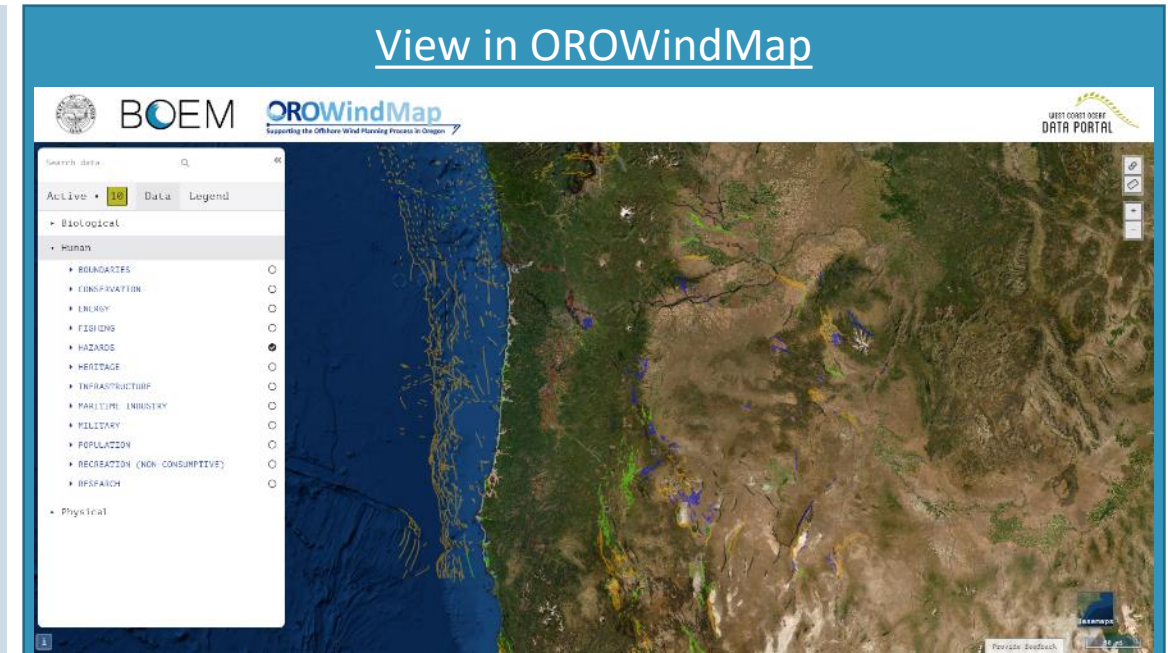 View in OROWindMap
BOEM
OROWindMap
Supporting the Offshore Wind Planning Process in Oregon
WEST COAST OCEAN
DATA PORTAL
Search data
Active • 10 Data Legend
Biological
Human
BOUNDARIES
CONSERVATION
ENERGY
FISHING
HAZARDS
HERITAGE
INFRASTRUCTURE
MARITIME INDUSTRY
MILITARY
POPULATION
RECREATION (NON CONSUMPTIVE)
RESEARCH
Physical
Basemaps
Provide feedback